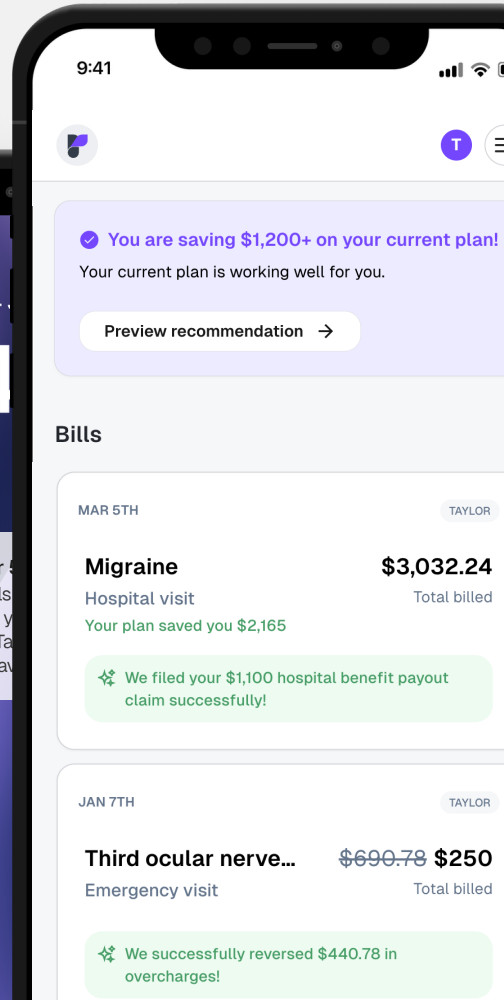 9:41
T
You are saving $1,200+ on your current plan!
Your current plan is working well for you.
Preview recommendation
Bills
MAR 5TH
TAYLOR
Migraine
$3,032.24
Hospital visit
Total billed
Your plan saved you $2,165
We filed your $1,100 hospital benefit payout
claim successfully!
JAN 7TH
TAYLOR
Third ocular nerve...
$690.78 $250
Emergency visit
Total billed
We successfully reversed $440.78 in
overcharges!